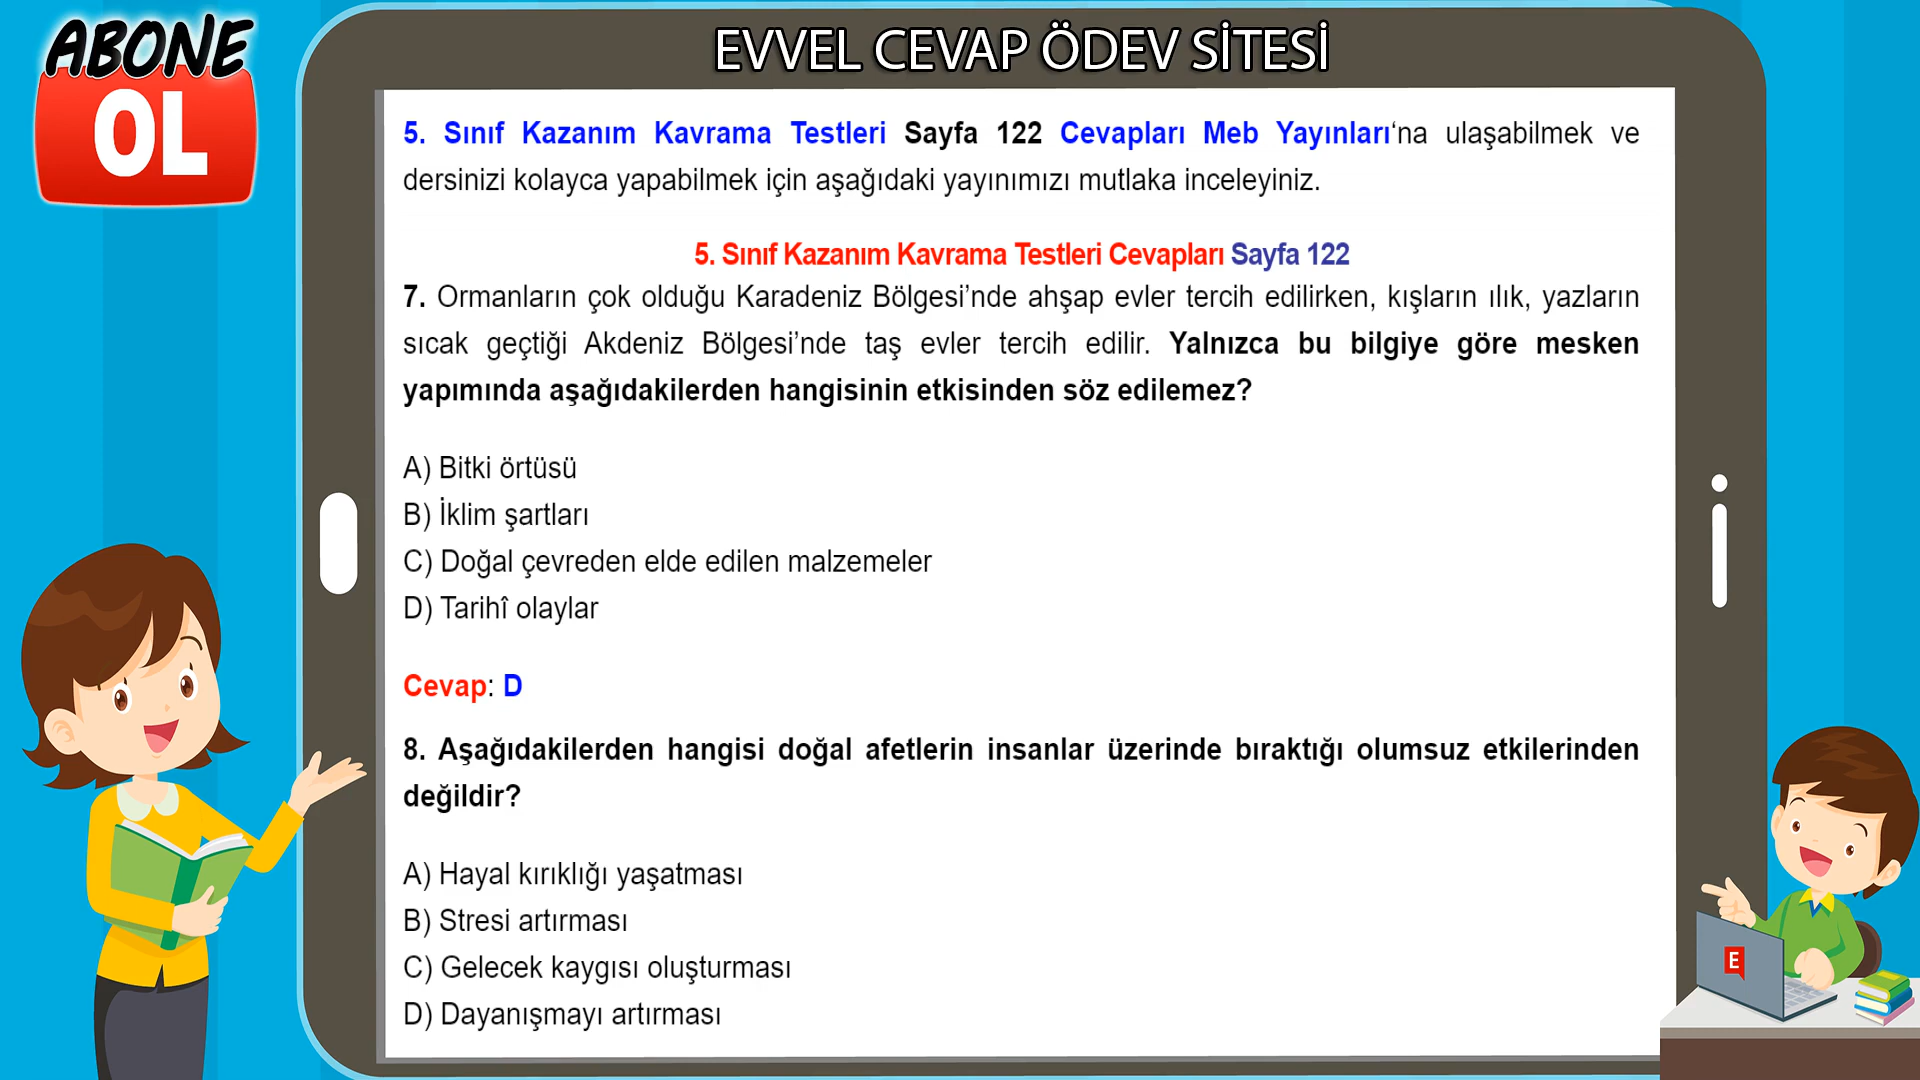 ABONE
OL
EVVEL CEVAP ÖDEV SİTESİ
5. Sınıf Kazanım Kavrama Testleri Sayfa 122 Cevapları Meb Yayınları‘na ulaşabilmek ve
dersinizi kolayca yapabilmek için aşağıdaki yayınımızı mutlaka inceleyiniz.
5. Sınıf Kazanım Kavrama Testleri Cevapları Sayfa 122
7. Ormanların çok olduğu Karadeniz Bölgesi’nde ahşap evler tercih edilirken, kışların ılık, yazların
sıcak geçtiği Akdeniz Bölgesi’nde taş evler tercih edilir. Yalnızca bu bilgiye göre mesken
yapımında aşağıdakilerden hangisinin etkisinden söz edilemez?
A) Bitki örtüsü
B) İklim şartları
C) Doğal çevreden elde edilen malzemeler
D) Tarihî olaylar
Cevap: D
8. Aşağıdakilerden hangisi doğal afetlerin insanlar üzerinde bıraktığı olumsuz etkilerinden
değildir?
A) Hayal kırıklığı yaşatması
B) Stresi artırması
C) Gelecek kaygısı oluşturması
D) Dayanışmayı artırması
E